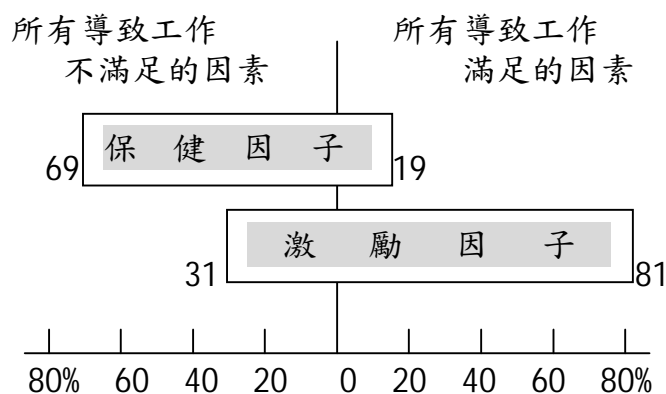 所有導致工作
不滿足的因素
所有導致工作
滿足的因素
保 健 因 子
69
19
激 勵 因 子
31
81
80% 60 40 20 0 20 40 60 80%